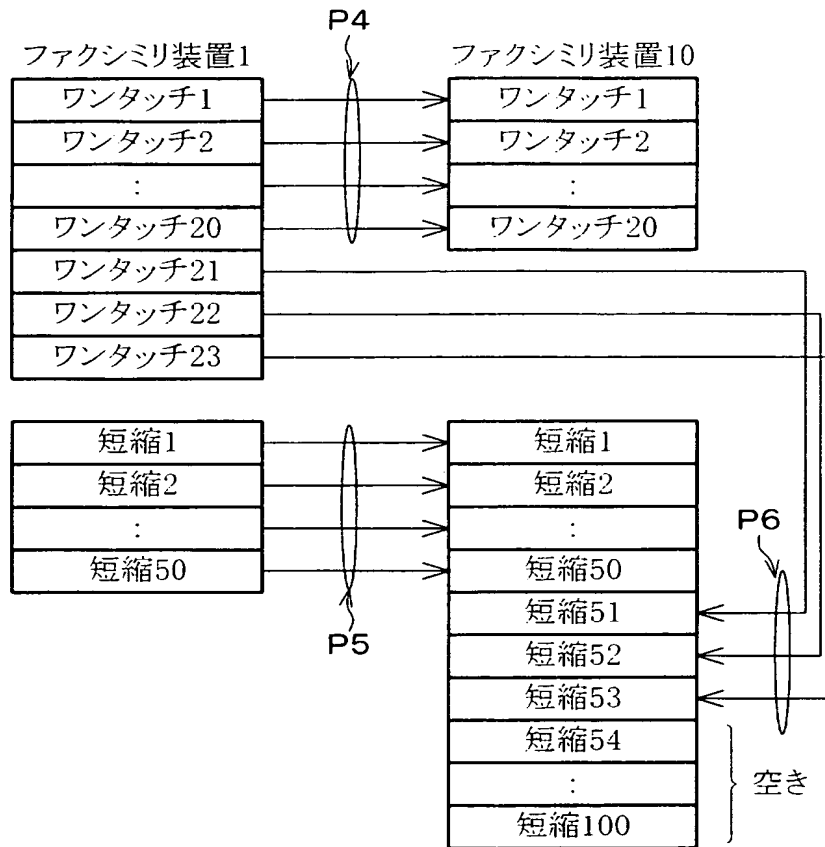 P4
ファクシミリ装置1
ファクシミリ装置10
ワンタッチ1
ワンタッチ2
:
ワンタッチ20
ワンタッチ21
ワンタッチ22
ワンタッチ23
ワンタッチ1
ワンタッチ2
:
ワンタッチ20
短縮1
短縮2
:
短縮50
P5
短縮1
短縮2
:
短縮50
短縮51
短縮52
短縮53
短縮54
:
短縮100
P6
空き